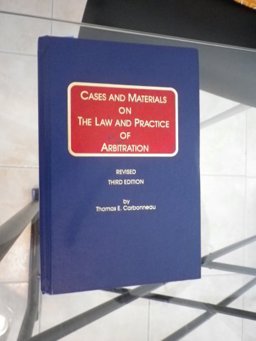 CASES AND MATERIALS
ON
THE LAW AND PRACTICE
OF
ARBITRATION
REVISED
THIRD EDITION
by
Thomas E. Carbonneau